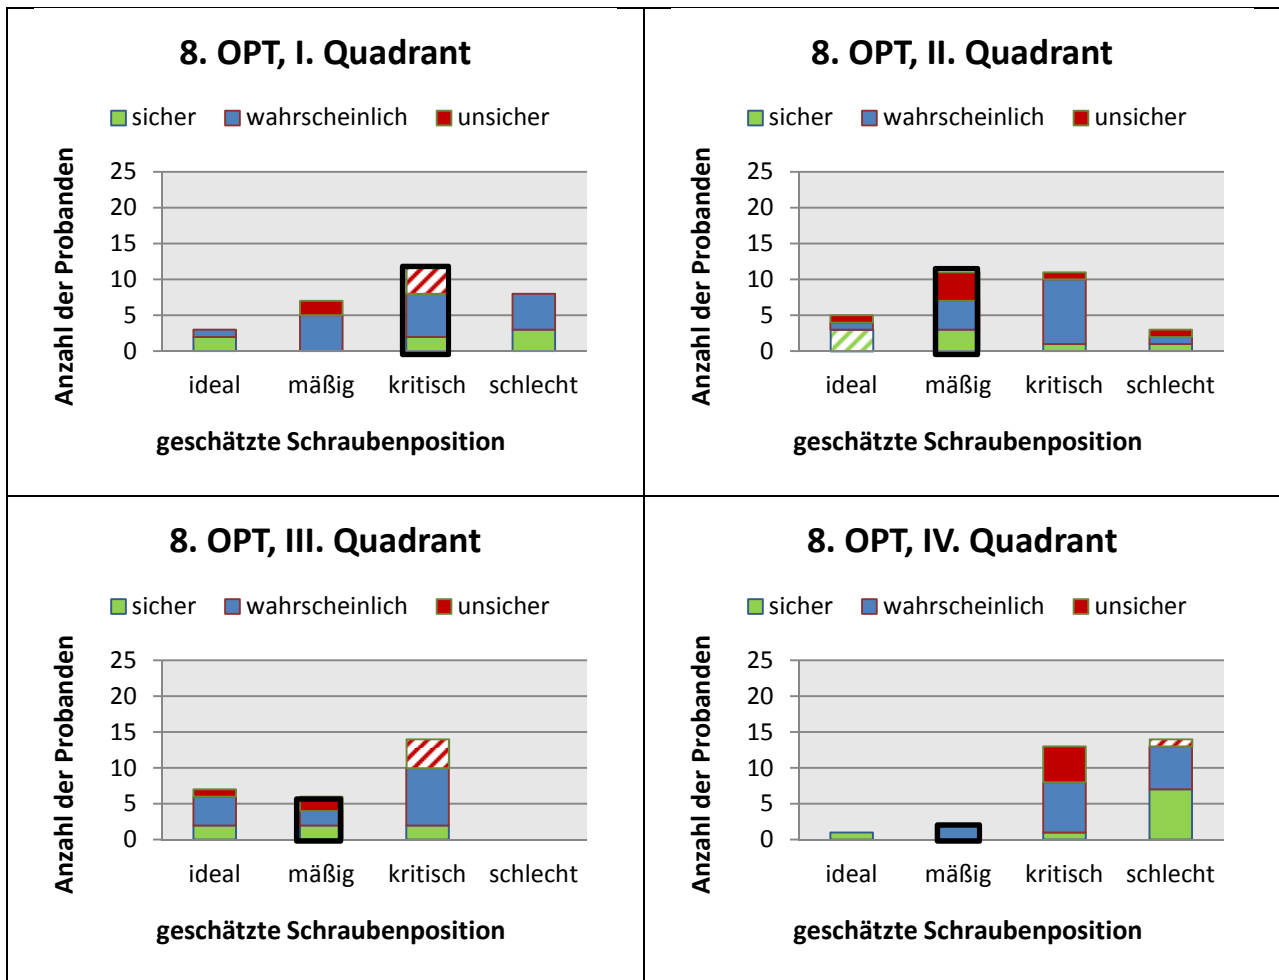 8. OPT, I. Quadrant
sicher wahrscheinlich unsicher
Anzahl der Probanden
25
20
15
10
5
0
ideal mäßig kritisch schlecht
geschätzte Schraubenposition
8. OPT, II. Quadrant
sicher wahrscheinlich unsicher
Anzahl der Probanden
25
20
15
10
5
0
ideal mäßig kritisch schlecht
geschätzte Schraubenposition
8. OPT, III. Quadrant
sicher wahrscheinlich unsicher
Anzahl der Probanden
25
20
15
10
5
0
ideal mäßig kritisch schlecht
geschätzte Schraubenposition
8. OPT, IV. Quadrant
sicher wahrscheinlich unsicher
Anzahl der Probanden
25
20
15
10
5
0
ideal mäßig kritisch schlecht
geschätzte Schraubenposition